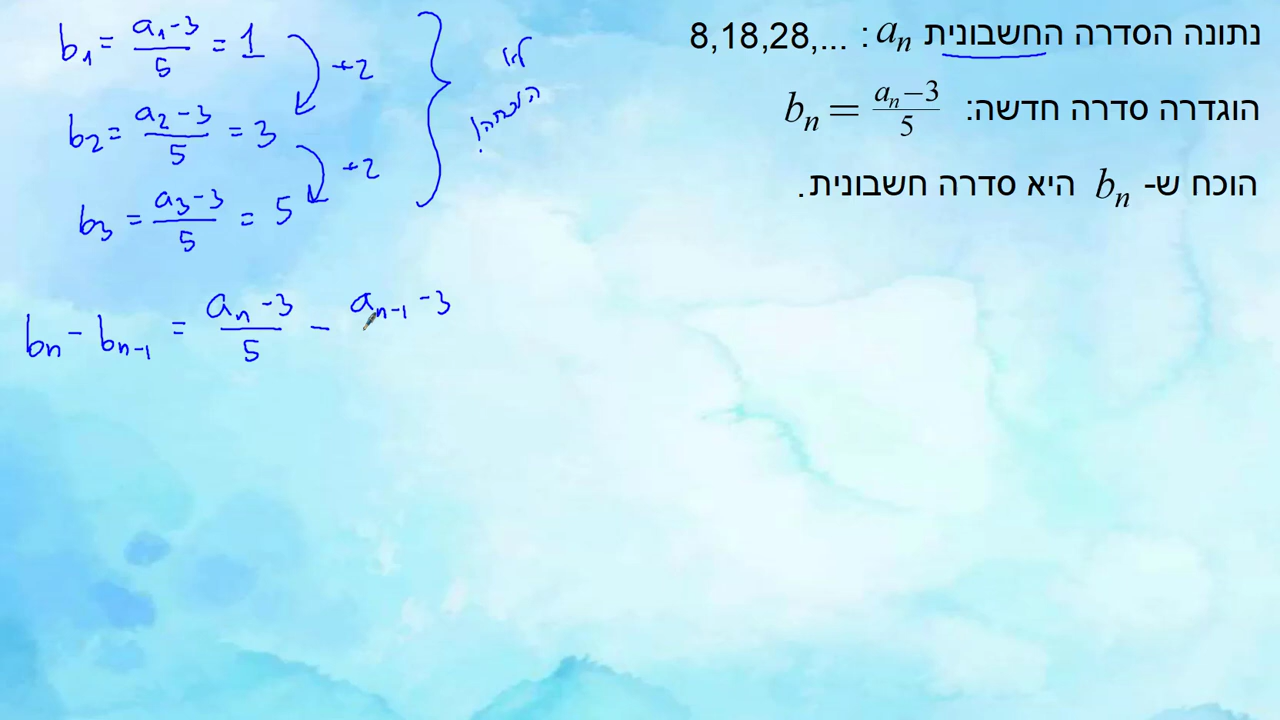 נתונה הסדרה החשבונית aₙ : 8,18,28,...
הוגדרה סדרה חדשה: bₙ = (aₙ−3)/5
הוכח ש- bₙ היא סדרה חשבונית.
b₁ = (a₁-3)/5 = 1
+2
b₂ = (a₂-3)/5 = 3
+2
b₃ = (a₃-3)/5 = 5
לא
הוכחה!
bₙ - bₙ₋₁ = (aₙ-3)/5 - aₙ₋₁-3